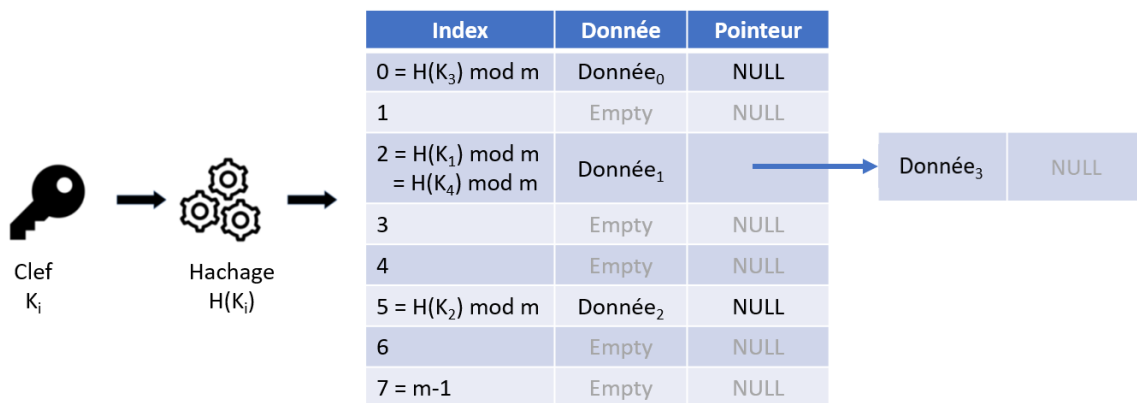 Index Donnée Pointeur
0 = H(K₃) mod m Donnée₀ NULL
1 Empty NULL
2 = H(K₁) mod m
= H(K₄) mod m Donnée₁
Donnée₃ NULL
3 Empty NULL
4 Empty NULL
5 = H(K₂) mod m Donnée₂ NULL
6 Empty NULL
7 = m-1 Empty NULL
Clef
Kᵢ
Hachage
H(Kᵢ)